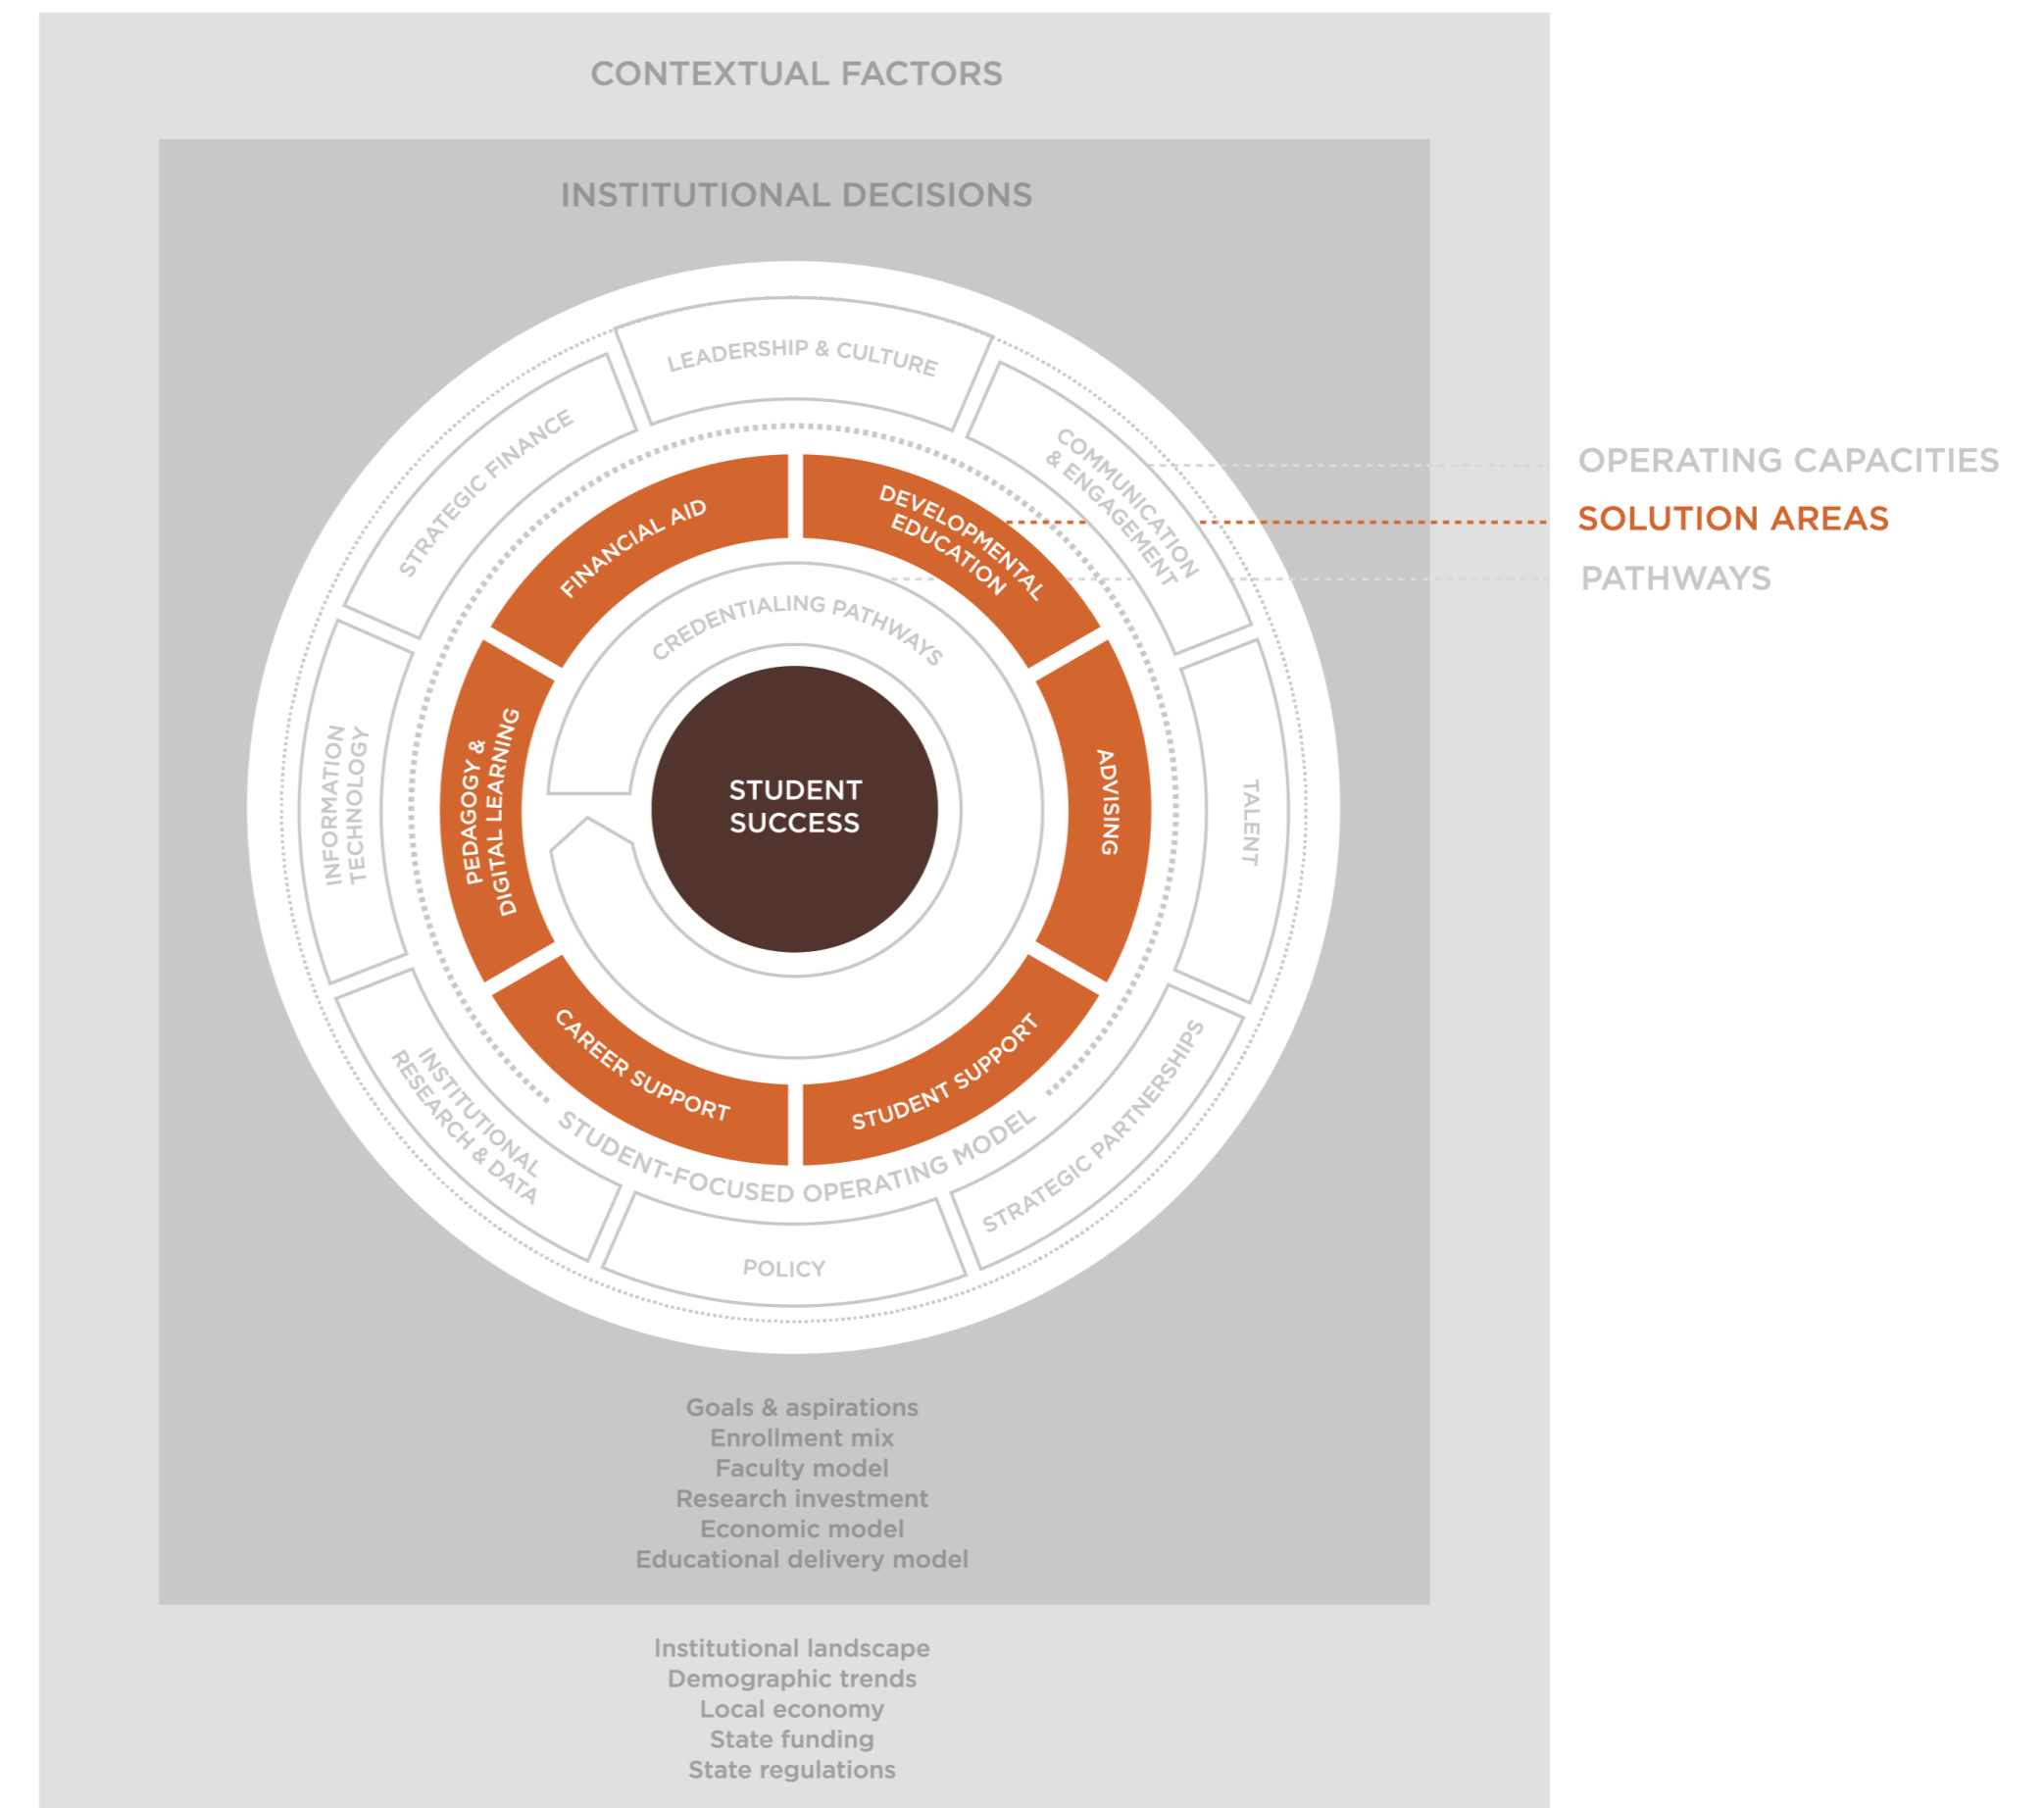 CONTEXTUAL FACTORS
INSTITUTIONAL DECISIONS
LEADERSHIP & CULTURE
COMMUNICATION
& ENGAGEMENT
TALENT
STRATEGIC PARTNERSHIPS
POLICY
INSTITUTIONAL
RESEARCH & DATA
INFORMATION
TECHNOLOGY
STRATEGIC FINANCE
STUDENT-FOCUSED OPERATING MODEL
FINANCIAL AID
DEVELOPMENTAL
EDUCATION
ADVISING
STUDENT SUPPORT
CAREER SUPPORT
PEDAGOGY &
DIGITAL LEARNING
CREDENTIALING PATHWAYS
STUDENT
SUCCESS
OPERATING CAPACITIES
SOLUTION AREAS
PATHWAYS
Goals & aspirations
Enrollment mix
Faculty model
Research investment
Economic model
Educational delivery model
Institutional landscape
Demographic trends
Local economy
State funding
State regulations